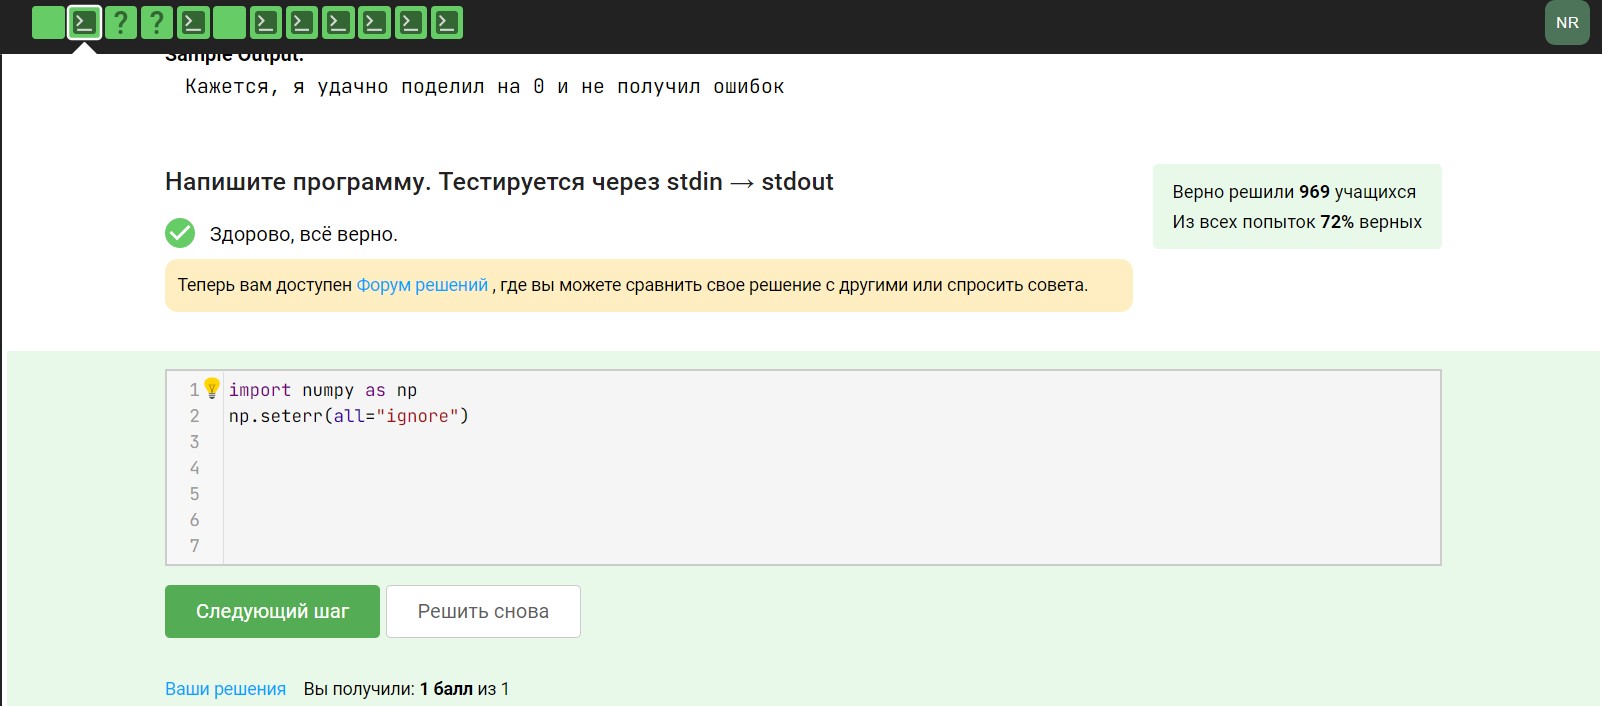 NR
Sample Output:
Кажется, я удачно поделил на 0 и не получил ошибок
Напишите программу. Тестируется через stdin → stdout
Верно решили 969 учащихся
Из всех попыток 72% верных
Здорово, всё верно.
Теперь вам доступен Форум решений , где вы можете сравнить свое решение с другими или спросить совета.
1 import numpy as np
2 np.seterr(all="ignore")
3
4
5
6
7
Следующий шаг
Решить снова
Ваши решения Вы получили: 1 балл из 1